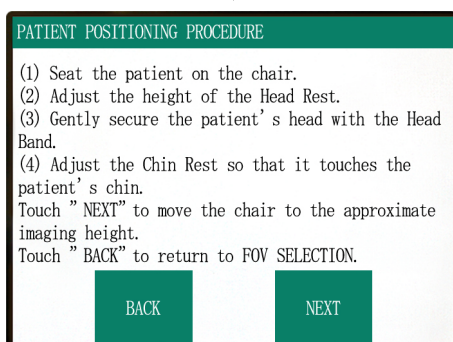 PATIENT POSITIONING PROCEDURE
(1) Seat the patient on the chair.
(2) Adjust the height of the Head Rest.
(3) Gently secure the patient's head with the Head
Band.
(4) Adjust the Chin Rest so that it touches the
patient's chin.
Touch "NEXT" to move the chair to the approximate
imaging height.
Touch "BACK" to return to FOV SELECTION.
BACK NEXT